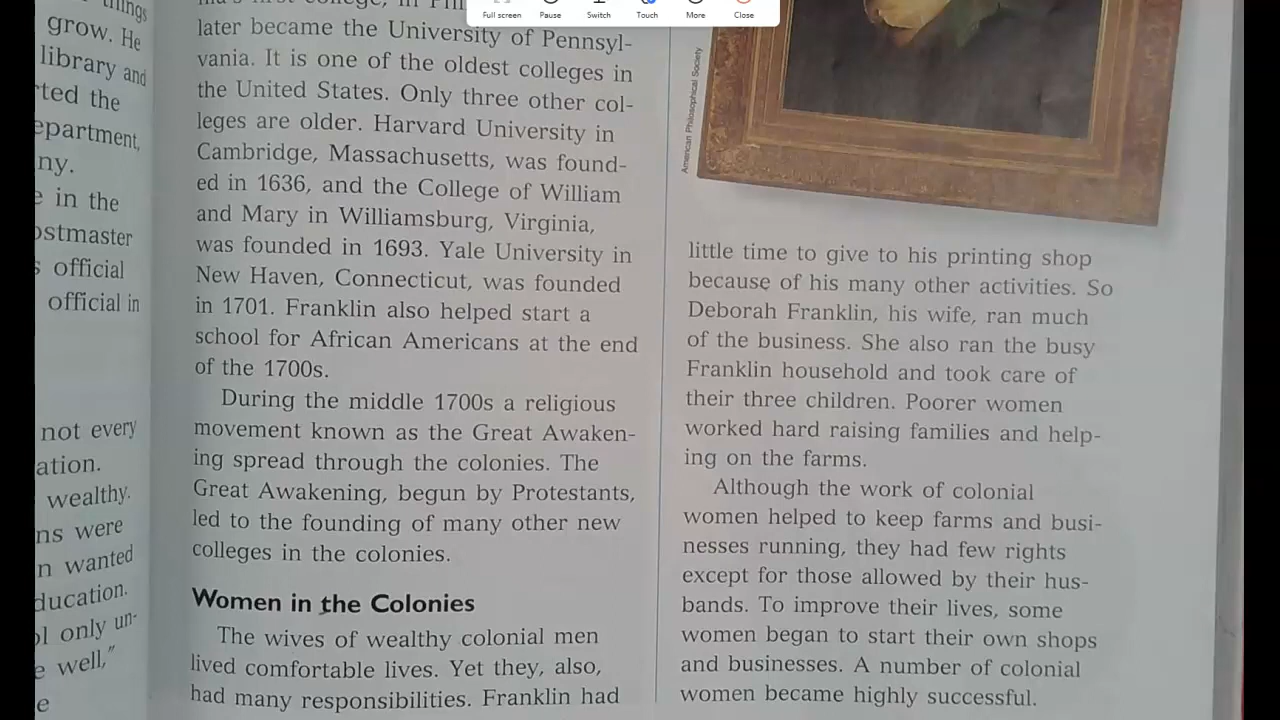 Full screen
Pause
Switch
Touch
More
Close
things
grow. He
library and
rted the
epartment,
ny.
e in the
ostmaster
s official
official in
not every
ation.
wealthy.
ns were
n wanted
ducation.
ol only un-
e well,"
e
later became the University of Pennsyl-
vania. It is one of the oldest colleges in
the United States. Only three other col-
leges are older. Harvard University in
Cambridge, Massachusetts, was found-
ed in 1636, and the College of William
and Mary in Williamsburg, Virginia,
was founded in 1693. Yale University in
New Haven, Connecticut, was founded
in 1701. Franklin also helped start a
school for African Americans at the end
of the 1700s.
During the middle 1700s a religious
movement known as the Great Awaken-
ing spread through the colonies. The
Great Awakening, begun by Protestants,
led to the founding of many other new
colleges in the colonies.
Women in the Colonies
The wives of wealthy colonial men
lived comfortable lives. Yet they, also,
had many responsibilities. Franklin had
American Philosophical Society
little time to give to his printing shop
because of his many other activities. So
Deborah Franklin, his wife, ran much
of the business. She also ran the busy
Franklin household and took care of
their three children. Poorer women
worked hard raising families and help-
ing on the farms.
Although the work of colonial
women helped to keep farms and busi-
nesses running, they had few rights
except for those allowed by their hus-
bands. To improve their lives, some
women began to start their own shops
and businesses. A number of colonial
women became highly successful.